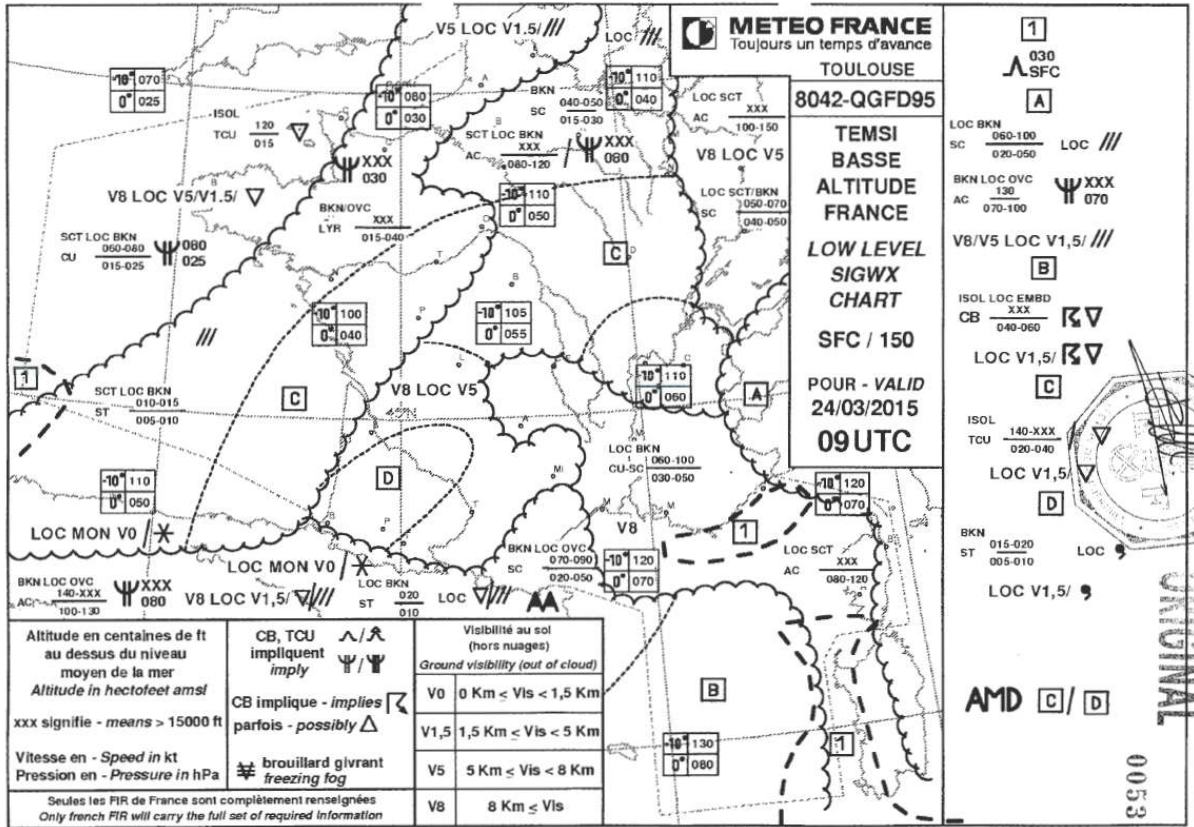 V5 LOC V1.5/
LOC
-10° 070
0° 025
-10° 080
0° 030
ISOL
TCU 120
015
BKN
SC 040-050
015-030
-10° 110
0° 040
SCT LOC BKN
AC XXX
080-120
XXX
080
XXX
030
V8 LOC V5/V1.5/
BKN/OVC
LYR XXX
015-040
-10° 110
0° 050
SCT LOC BKN
CU 060-080
015-025
080
025
LOC SCT
AC XXX
100-150
V8 LOC V5
LOC SCT/BKN
SC 050-070
040-050
C
-10° 100
0° 040
-10° 105
0° 055
1
SCT LOC BKN
ST 010-015
005-010
C
V8 LOC V5
45°N
-10° 110
0° 060
A
D
LOC BKN
CU-SC 060-100
030-050
-10° 110
0° 050
LOC MON V0 /
LOC MON V0 /
V8
-10° 120
0° 070
1
BKN LOC OVC
AC 140-XXX
100-130
XXX
080
V8 LOC V1,5/
LOC BKN
ST 020
010
LOC
BKN LOC OVC
SC 070-090
020-050
-10° 120
0° 070
LOC SCT
AC XXX
080-120
B
1
-10° 130
0° 080
METEO FRANCE
Toujours un temps d'avance
TOULOUSE
8042-QGFD95
TEMSI
BASSE
ALTITUDE
FRANCE
LOW LEVEL
SIGWX
CHART
SFC / 150
POUR - VALID
24/03/2015
09 UTC
1
030
SFC
A
LOC BKN
SC 060-100
020-050
LOC
BKN LOC OVC
AC 130
070-100
XXX
070
V8/V5 LOC V1,5/
B
ISOL LOC EMBD
CB XXX
040-060
LOC V1,5/
C
ISOL
TCU 140-XXX
020-040
LOC V1,5/
D
BKN
ST 015-020
005-010
LOC
LOC V1,5/
AMD C / D
ORIGINAL
0053
Altitude en centaines de ft
au dessus du niveau
moyen de la mer
Altitude in hectofeet amsl
xxx signifie - means > 15000 ft
Vitesse en - Speed in kt
Pression en - Pressure in hPa
CB, TCU
impliquent
imply
CB implique - implies
parfois - possibly
brouillard givrant
freezing fog
Seules les FIR de France sont complètement renseignées
Only french FIR will carry the full set of required information
Visibilité au sol
(hors nuages)
Ground visibility (out of cloud)
V0 0 Km ≤ Vis < 1,5 Km
V1,5 1,5 Km ≤ Vis < 5 Km
V5 5 Km ≤ Vis < 8 Km
V8 8 Km ≤ Vis